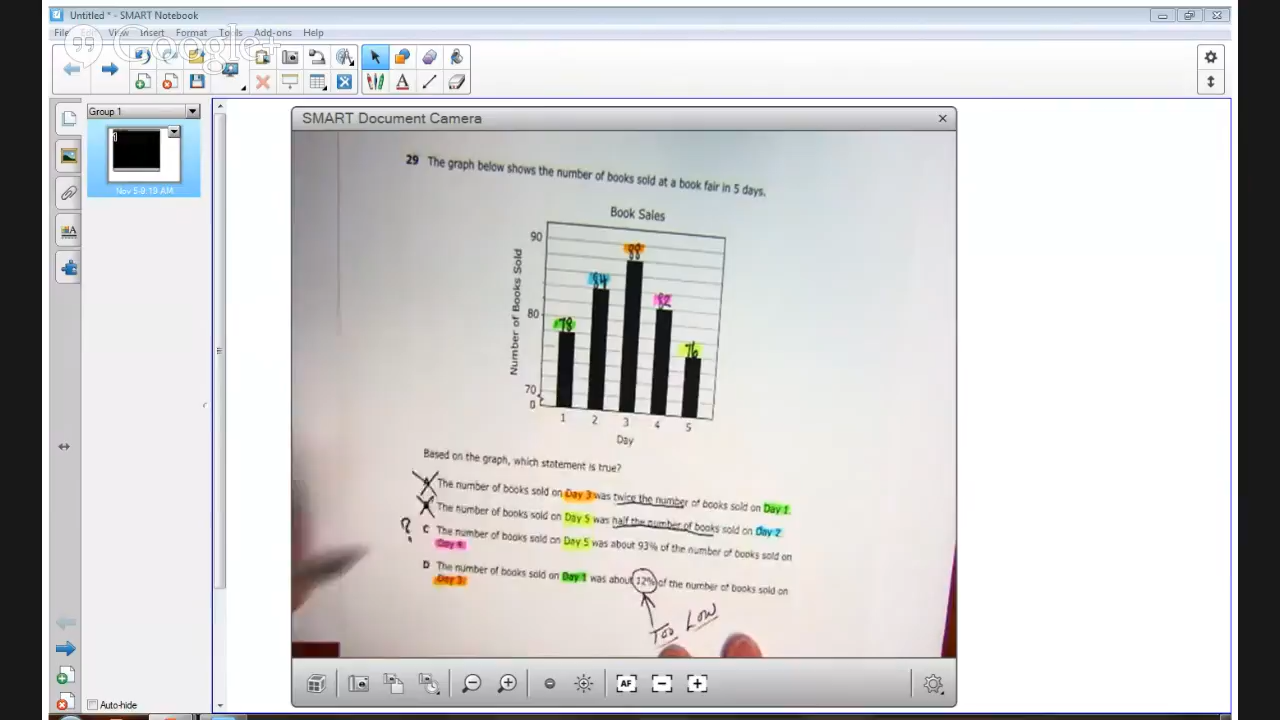 Untitled * - SMART Notebook
File Edit View Insert Format Tools Add-ons Help
Google+
Group 1
1
Nov 5-9:19 AM
SMART Document Camera
29 The graph below shows the number of books sold at a book fair in 5 days.
Book Sales
Number of Books Sold
90
80
70
0
78
84
88
82
76
1 2 3 4 5
Day
Based on the graph, which statement is true?
A The number of books sold on Day 3 was twice the number of books sold on Day 1.
The number of books sold on Day 5 was half the number of books sold on Day 2
? C The number of books sold on Day 5 was about 93% of the number of books sold on
Day 4
D The number of books sold on Day 1 was about 12% of the number of books sold on
Day 3
Too Low
AF
Auto-hide